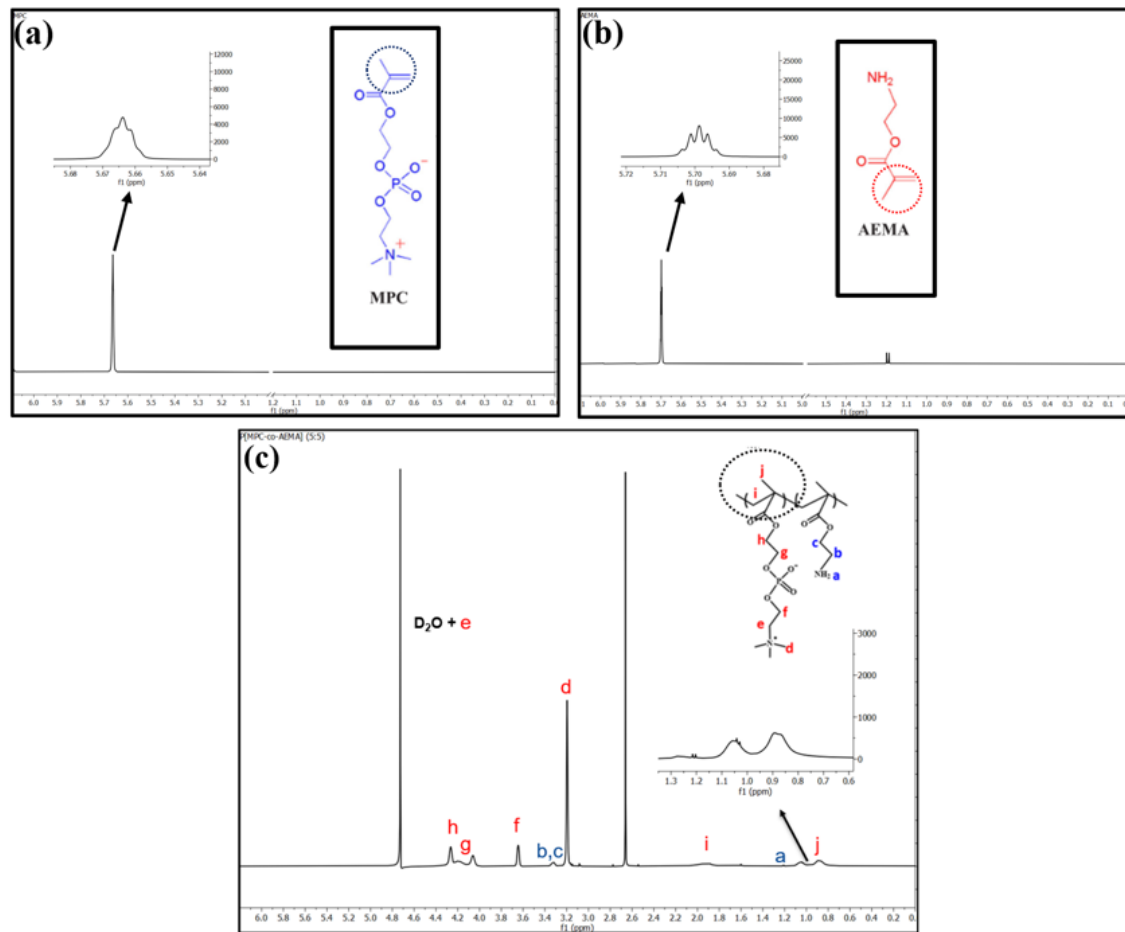 MPC
(a)
12000
10000
8000
6000
4000
2000
0
5.68 5.67 5.66 5.65 5.64
f1 (ppm)
O
O
O
O
P
O
O
N
+
MPC
6.0 5.9 5.8 5.7 5.6 5.5 5.4 5.3 5.2 5.1 1.2 1.1 1.0 0.9 0.8 0.7 0.6 0.5 0.4 0.3 0.2 0.1
f1 (ppm)
AEMA
(b)
25000
20000
15000
10000
5000
0
5.72 5.71 5.70 5.69 5.68
f1 (ppm)
NH2
O
O
AEMA
6.0 5.9 5.8 5.7 5.6 5.5 5.4 5.3 5.2 5.1 5.0 1.5 1.4 1.3 1.2 1.1 1.0 0.9 0.8 0.7 0.6 0.5 0.4 0.3 0.2 0.1
f1 (ppm)
P[MPC-co-AEMA] (5:5)
(c)
j
i
O
O
O
O
h
c
g
b
NH2 a
O
O-
P
O
O
f
e
N+
d
D2O + e
d
3000
2000
1000
0
1.3 1.2 1.1 1.0 0.9 0.8 0.7 0.6
f1 (ppm)
h
g
f
b,c
i
a
j
6.0 5.8 5.6 5.4 5.2 5.0 4.8 4.6 4.4 4.2 4.0 3.8 3.6 3.4 3.2 3.0 2.8 2.6 2.4 2.2 2.0 1.8 1.6 1.4 1.2 1.0 0.8 0.6 0.4 0.2
f1 (ppm)